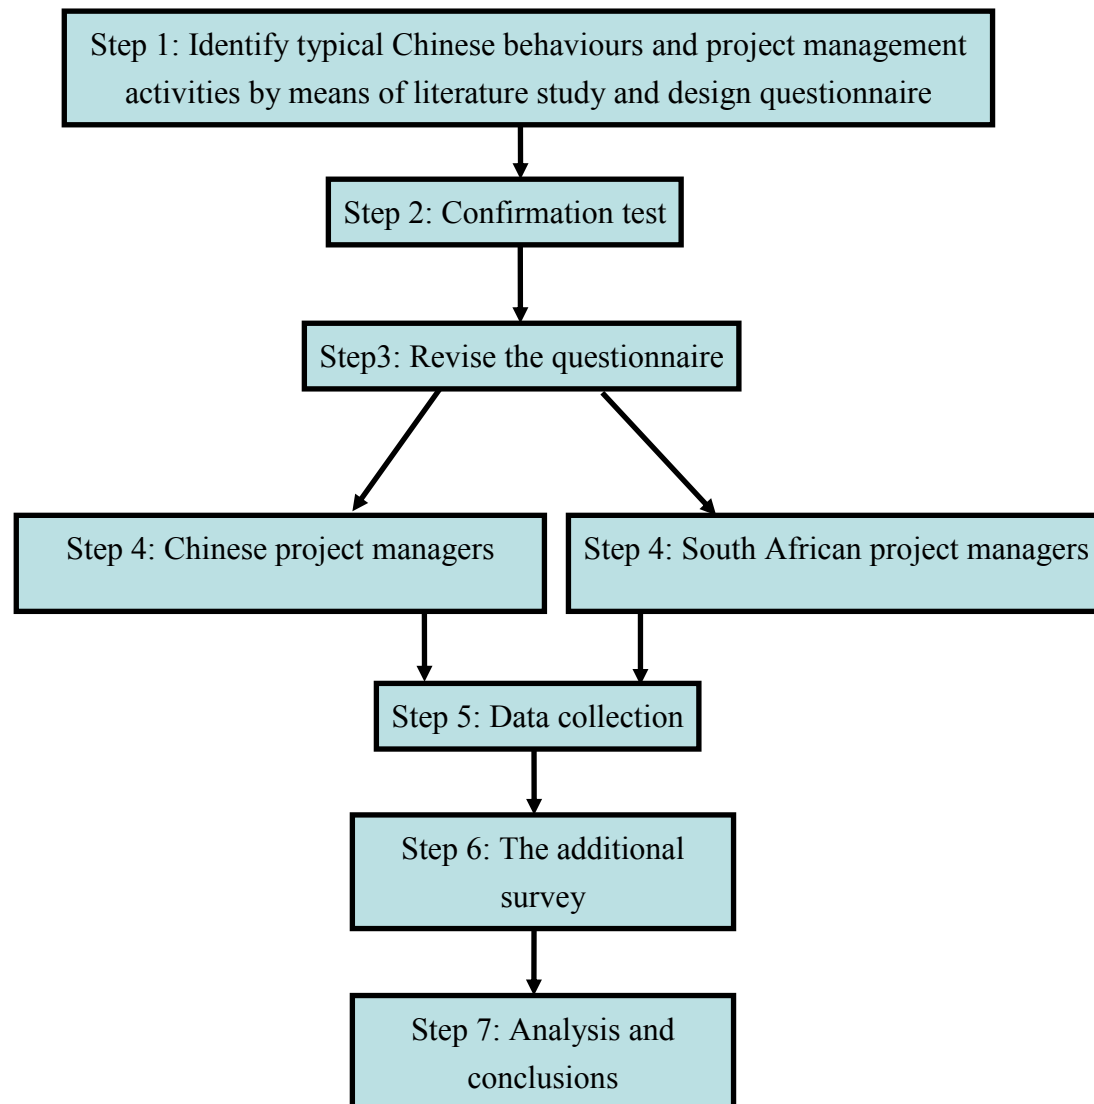 Step 1: Identify typical Chinese behaviours and project management
activities by means of literature study and design questionnaire
Step 2: Confirmation test
Step3: Revise the questionnaire
Step 4: Chinese project managers
Step 4: South African project managers
Step 5: Data collection
Step 6: The additional
survey
Step 7: Analysis and
conclusions